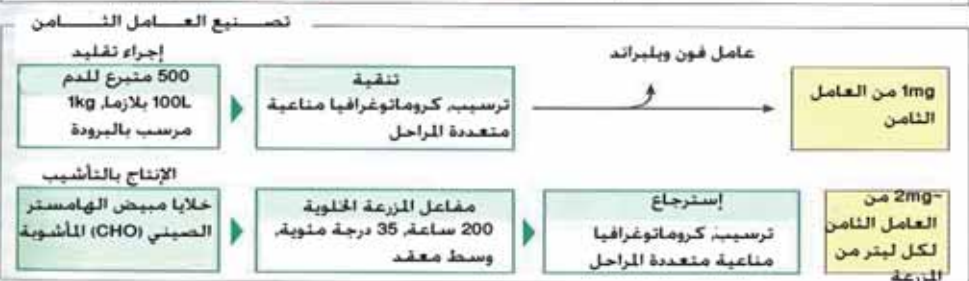 تصنيع العامل الثامن
إجراء تقليد
500 متبرع للدم
100L بلازما، 1kg
مرسب بالبرودة
تنقية
ترسيب، كروماتوغرافيا مناعية
متعددة المراحل
عامل فون ويلبراند
1mg من العامل
الثامن
الإنتاج بالتأشيب
خلايا مبيض الهامستر
الصيني (CHO) المأشوبة
مفاعل المزرعة الخلوية
200 ساعة، 35 درجة مئوية،
وسط معقد
إسترجاع
ترسيب، كروماتوغرافيا
مناعية متعددة المراحل
~2mg من
العامل الثامن
لكل ليتر من
المزرعة